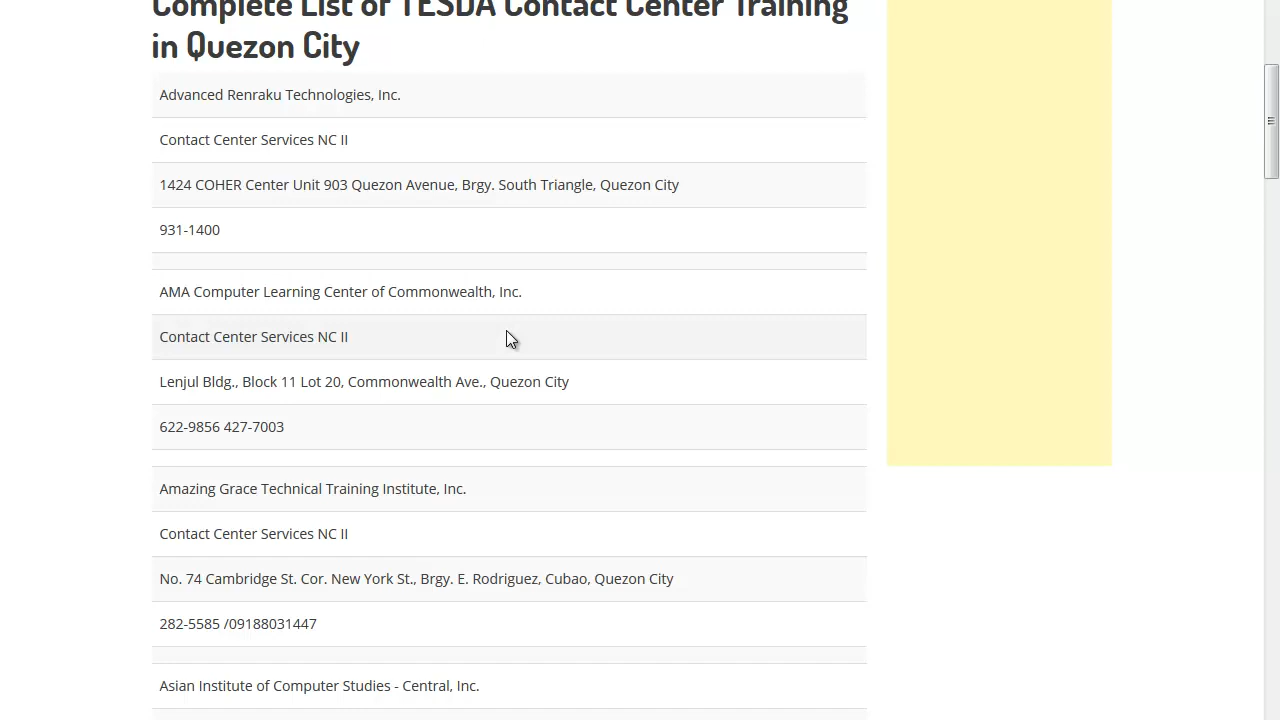 Complete List of TESDA Contact Center Training
in Quezon City
Advanced Renraku Technologies, Inc.
Contact Center Services NC II
1424 COHER Center Unit 903 Quezon Avenue, Brgy. South Triangle, Quezon City
931-1400
AMA Computer Learning Center of Commonwealth, Inc.
Contact Center Services NC II
Lenjul Bldg., Block 11 Lot 20, Commonwealth Ave., Quezon City
622-9856 427-7003
Amazing Grace Technical Training Institute, Inc.
Contact Center Services NC II
No. 74 Cambridge St. Cor. New York St., Brgy. E. Rodriguez, Cubao, Quezon City
282-5585 /09188031447
Asian Institute of Computer Studies - Central, Inc.